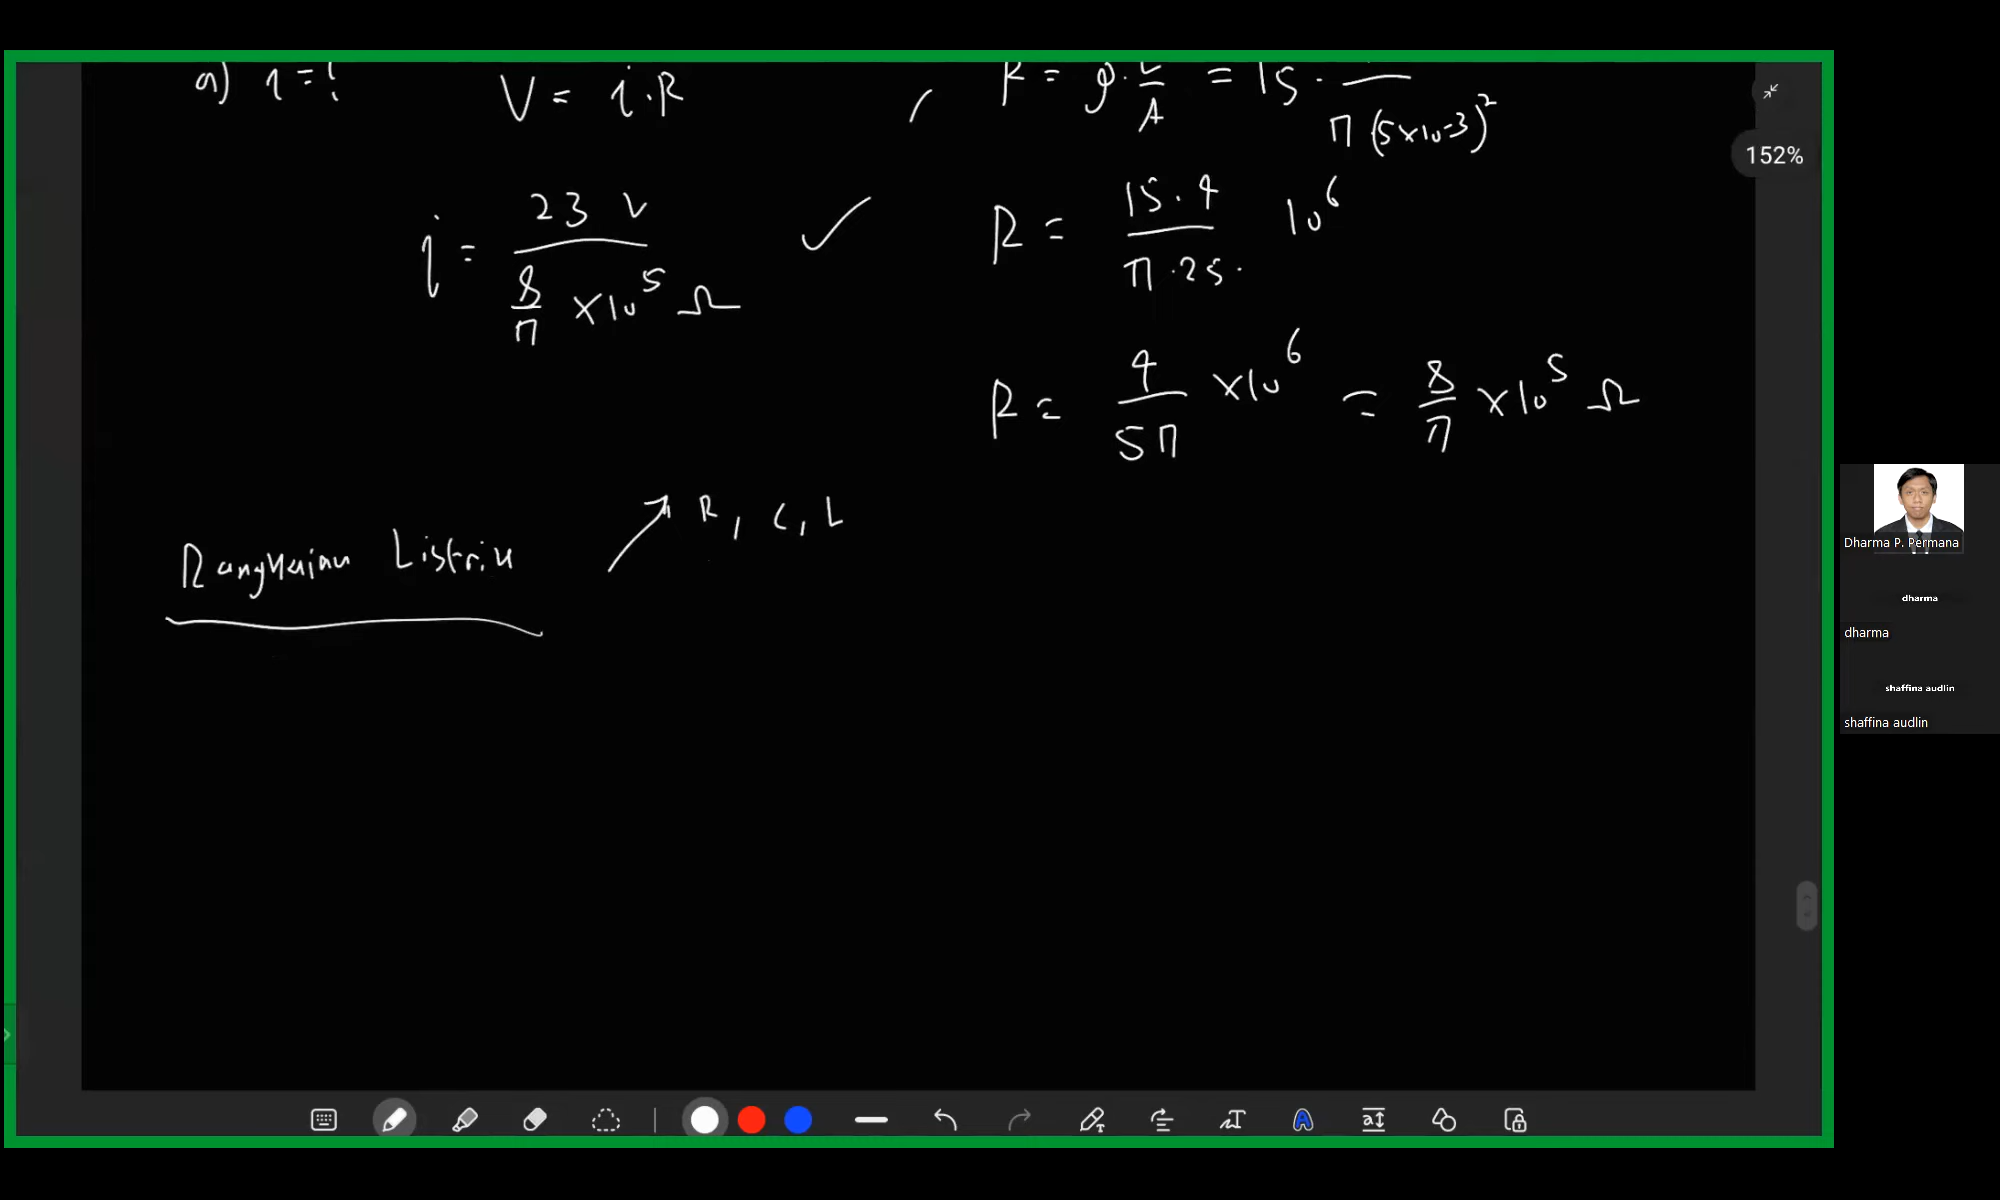 a) i = ?
V = i.R
R = ρ. L/A = 15 . ─── / π (5×10-3)²
i = 23 V / (8/π ×10⁵ Ω) ✓
R = 15.4 / π.25. 10⁶
R = 4/5π ×10⁶ = 8/π ×10⁵ Ω
Rangkaian Listrik ↗ R, C, L
152%
Dharma P. Permana
dharma
dharma
shaffina audlin
shaffina audlin